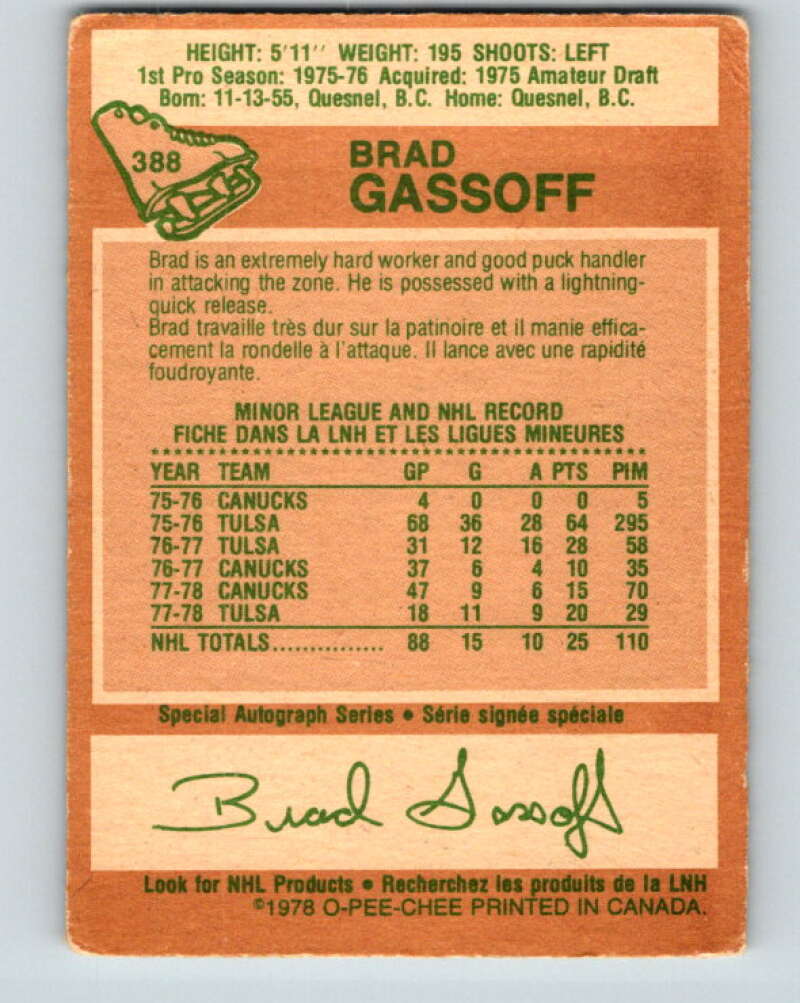 HEIGHT: 5'11'' WEIGHT: 195 SHOOTS: LEFT
1st Pro Season: 1975-76 Acquired: 1975 Amateur Draft
Born: 11-13-55, Quesnel, B.C. Home: Quesnel, B.C.
388
BRAD
GASSOFF
Brad is an extremely hard worker and good puck handler
in attacking the zone. He is possessed with a lightning-
quick release.
Brad travaille très dur sur la patinoire et il manie effica-
cement la rondelle à l'attaque. Il lance avec une rapidité
foudroyante.
MINOR LEAGUE AND NHL RECORD
FICHE DANS LA LNH ET LES LIGUES MINEURES
YEAR TEAM GP G A PTS PIM
75-76 CANUCKS 4 0 0 0 5
75-76 TULSA 68 36 28 64 295
76-77 TULSA 31 12 16 28 58
76-77 CANUCKS 37 6 4 10 35
77-78 CANUCKS 47 9 6 15 70
77-78 TULSA 18 11 9 20 29
NHL TOTALS............... 88 15 10 25 110
Special Autograph Series • Série signée spéciale
Brad Gassoff
Look for NHL Products • Recherchez les produits de la LNH
©1978 O-PEE-CHEE PRINTED IN CANADA.